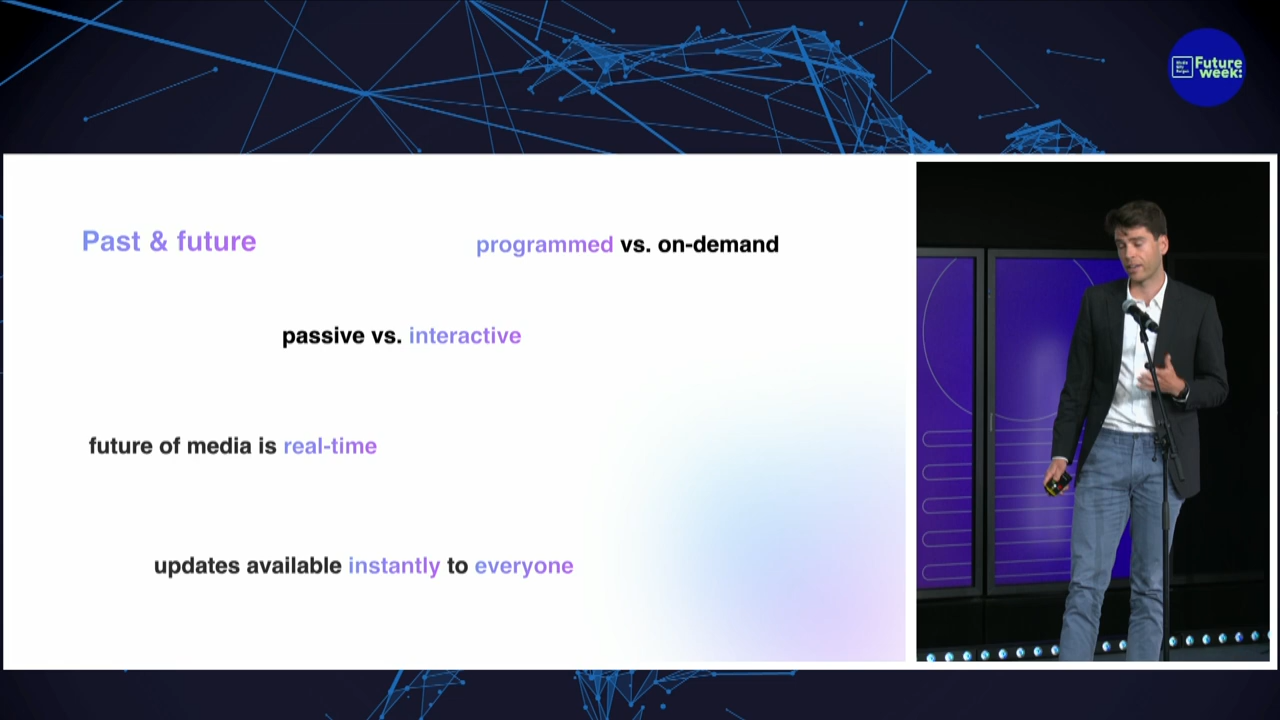 Future
week:
Past & future
programmed vs. on-demand
passive vs. interactive
future of media is real-time
updates available instantly to everyone